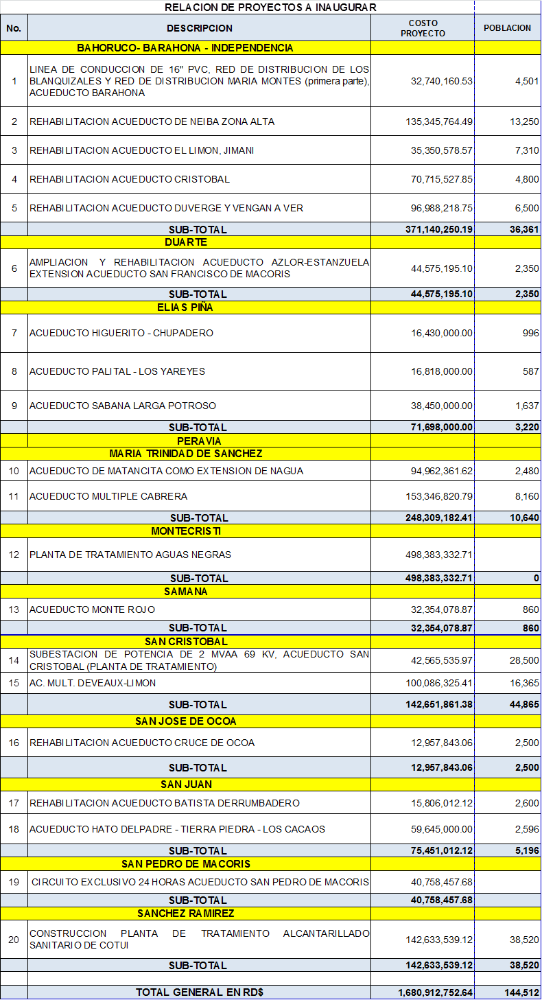 RELACION DE PROYECTOS A INAUGURAR
No. DESCRIPCION COSTO PROYECTO POBLACION
BAHORUCO- BARAHONA - INDEPENDENCIA
1 LINEA DE CONDUCCION DE 16" PVC, RED DE DISTRIBUCION DE LOS
BLANQUIZALES Y RED DE DISTRIBUCION MARIA MONTES (primera parte), 32,740,160.53 4,501
ACUEDUCTO BARAHONA
2 REHABILITACION ACUEDUCTO DE NEIBA ZONA ALTA 135,345,764.49 13,250
3 REHABILITACION ACUEDUCTO EL LIMON, JIMANI 35,350,578.57 7,310
4 REHABILITACION ACUEDUCTO CRISTOBAL 70,715,527.85 4,800
5 REHABILITACION ACUEDUCTO DUVERGE Y VENGAN A VER 96,988,218.75 6,500
SUB-TOTAL 371,140,250.19 36,361
DUARTE
6 AMPLIACION Y REHABILITACION ACUEDUCTO AZLOR-ESTANZUELA
EXTENSION ACUEDUCTO SAN FRANCISCO DE MACORIS 44,575,195.10 2,350
SUB-TOTAL 44,575,195.10 2,350
ELIAS PIÑA
7 ACUEDUCTO HIGUERITO - CHUPADERO 16,430,000.00 996
8 ACUEDUCTO PALITAL - LOS YAREYES 16,818,000.00 587
9 ACUEDUCTO SABANA LARGA POTROSO 38,450,000.00 1,637
SUB-TOTAL 71,698,000.00 3,220
PERAVIA
MARIA TRINIDAD DE SANCHEZ
10 ACUEDUCTO DE MATANCITA COMO EXTENSION DE NAGUA 94,962,361.62 2,480
11 ACUEDUCTO MULTIPLE CABRERA 153,346,820.79 8,160
SUB-TOTAL 248,309,182.41 10,640
MONTECRISTI
12 PLANTA DE TRATAMIENTO AGUAS NEGRAS 498,383,332.71
SUB-TOTAL 498,383,332.71 0
SAMANA
13 ACUEDUCTO MONTE ROJO 32,354,078.87 860
SUB-TOTAL 32,354,078.87 860
SAN CRISTOBAL
14 SUBESTACION DE POTENCIA DE 2 MVAA 69 KV, ACUEDUCTO SAN
CRISTOBAL (PLANTA DE TRATAMIENTO) 42,565,535.97 28,500
15 AC. MULT. DEVEAUX-LIMON 100,086,325.41 16,365
SUB-TOTAL 142,651,861.38 44,865
SAN JOSE DE OCOA
16 REHABILITACION ACUEDUCTO CRUCE DE OCOA 12,957,843.06 2,500
SUB-TOTAL 12,957,843.06 2,500
SAN JUAN
17 REHABILITACION ACUEDUCTO BATISTA DERRUMBADERO 15,806,012.12 2,600
18 ACUEDUCTO HATO DELPADRE - TIERRA PIEDRA - LOS CACAOS 59,645,000.00 2,596
SUB-TOTAL 75,451,012.12 5,196
SAN PEDRO DE MACORIS
19 CIRCUITO EXCLUSIVO 24 HORAS ACUEDUCTO SAN PEDRO DE MACORIS 40,758,457.68
SUB-TOTAL 40,758,457.68
SANCHEZ RAMIREZ
20 CONSTRUCCION PLANTA DE TRATAMIENTO ALCANTARILLADO
SANITARIO DE COTUI 142,633,539.12 38,520
SUB-TOTAL 142,633,539.12 38,520
TOTAL GENERAL EN RD$ 1,680,912,752.64 144,512